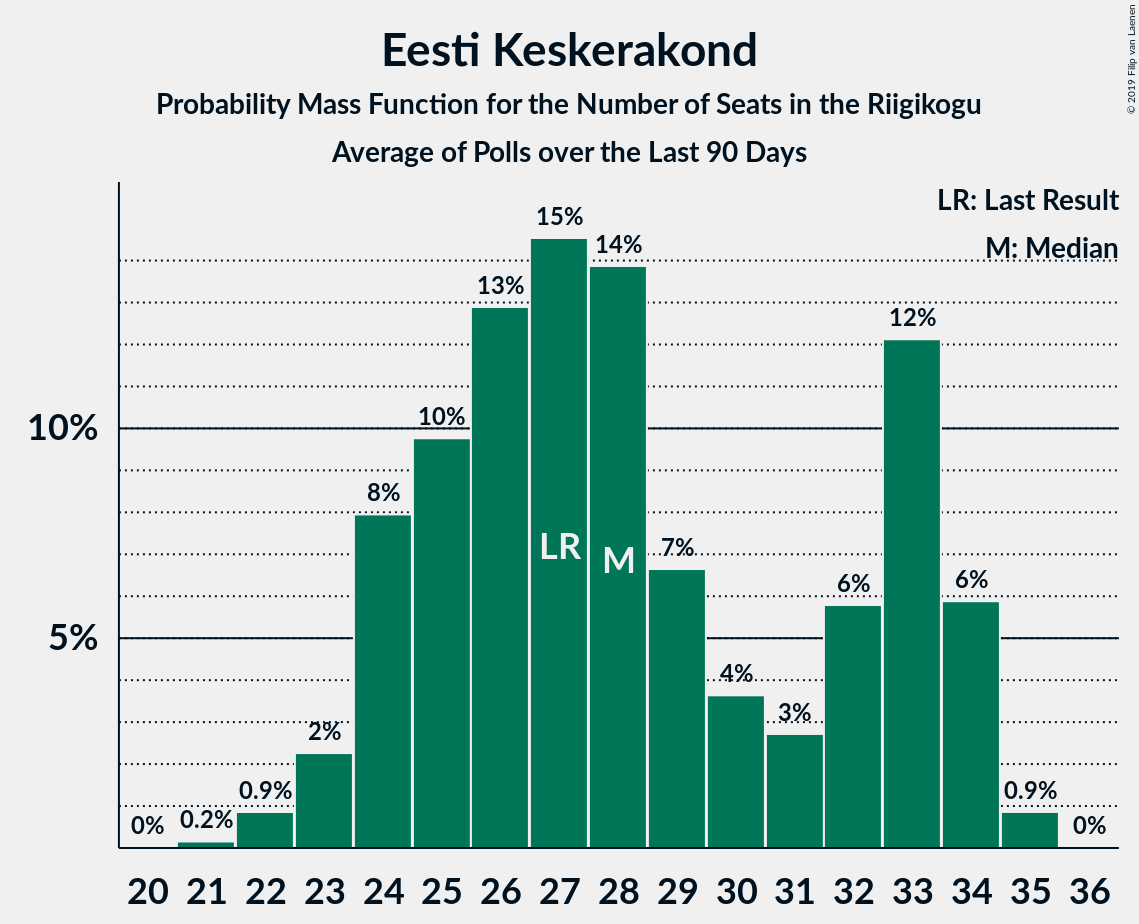 Eesti Keskerakond
Probability Mass Function for the Number of Seats in the Riigikogu
Average of Polls over the Last 90 Days
© 2019 Filip van Laenen
LR: Last Result
M: Median
10%
5%
0% 0.2% 0.9% 2% 8% 10% 13% 15% 14% 7% 4% 3% 6% 12% 6% 0.9% 0%
LR M
20 21 22 23 24 25 26 27 28 29 30 31 32 33 34 35 36